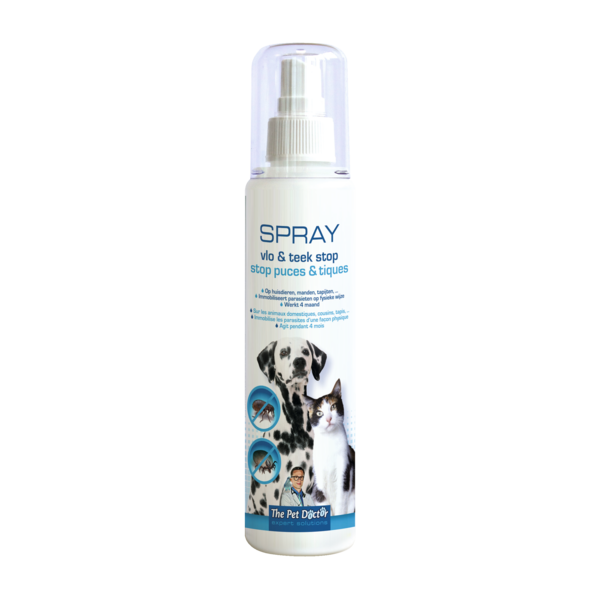 SPRAY
vlo & teek stop
stop puces & tiques
Op huisdieren, manden, tapijten, ...
Immobiliseert parasieten op fysieke wijze
Werkt 4 maand
Sur les animaux domestiques, coussins, tapis, ...
Immobilise les parasites d'une façon physique
Agit pendant 4 mois
The Pet Doctor
expert solutions